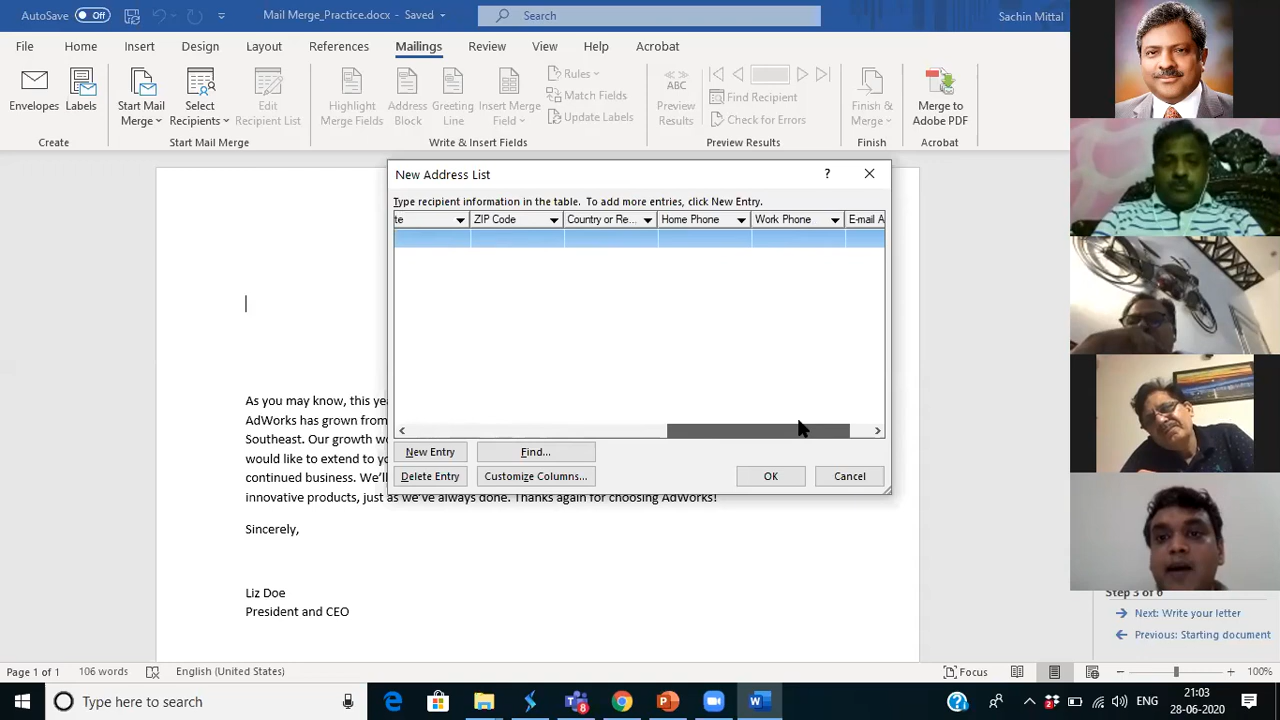 AutoSave Off Mail Merge_Practice.docx - Saved Search Sachin Mittal
File Home Insert Design Layout References Mailings Review View Help Acrobat
Envelopes Labels Start Mail Merge Select Recipients Edit Recipient List Highlight Merge Fields Address Block Greeting Line Insert Merge Field Rules Match Fields Update Labels ABC Preview Results Find Recipient Check for Errors Finish & Merge Merge to Adobe PDF
Create Start Mail Merge Write & Insert Fields Preview Results Finish Acrobat
New Address List ?
Type recipient information in the table. To add more entries, click New Entry.
te ZIP Code Country or Re... Home Phone Work Phone E-mail A
New Entry Find...
Delete Entry Customize Columns... OK Cancel
As you may know, this yea
AdWorks has grown from
Southeast. Our growth wo
would like to extend to yo
continued business. We'll
innovative products, just as we've always done. Thanks again for choosing AdWorks!
Sincerely,
Liz Doe
President and CEO
Step 3 of 6
Next: Write your letter
Previous: Starting document
Page 1 of 1 106 words English (United States) Focus 100%
Type here to search 8 2 ENG 21:03
28-06-2020